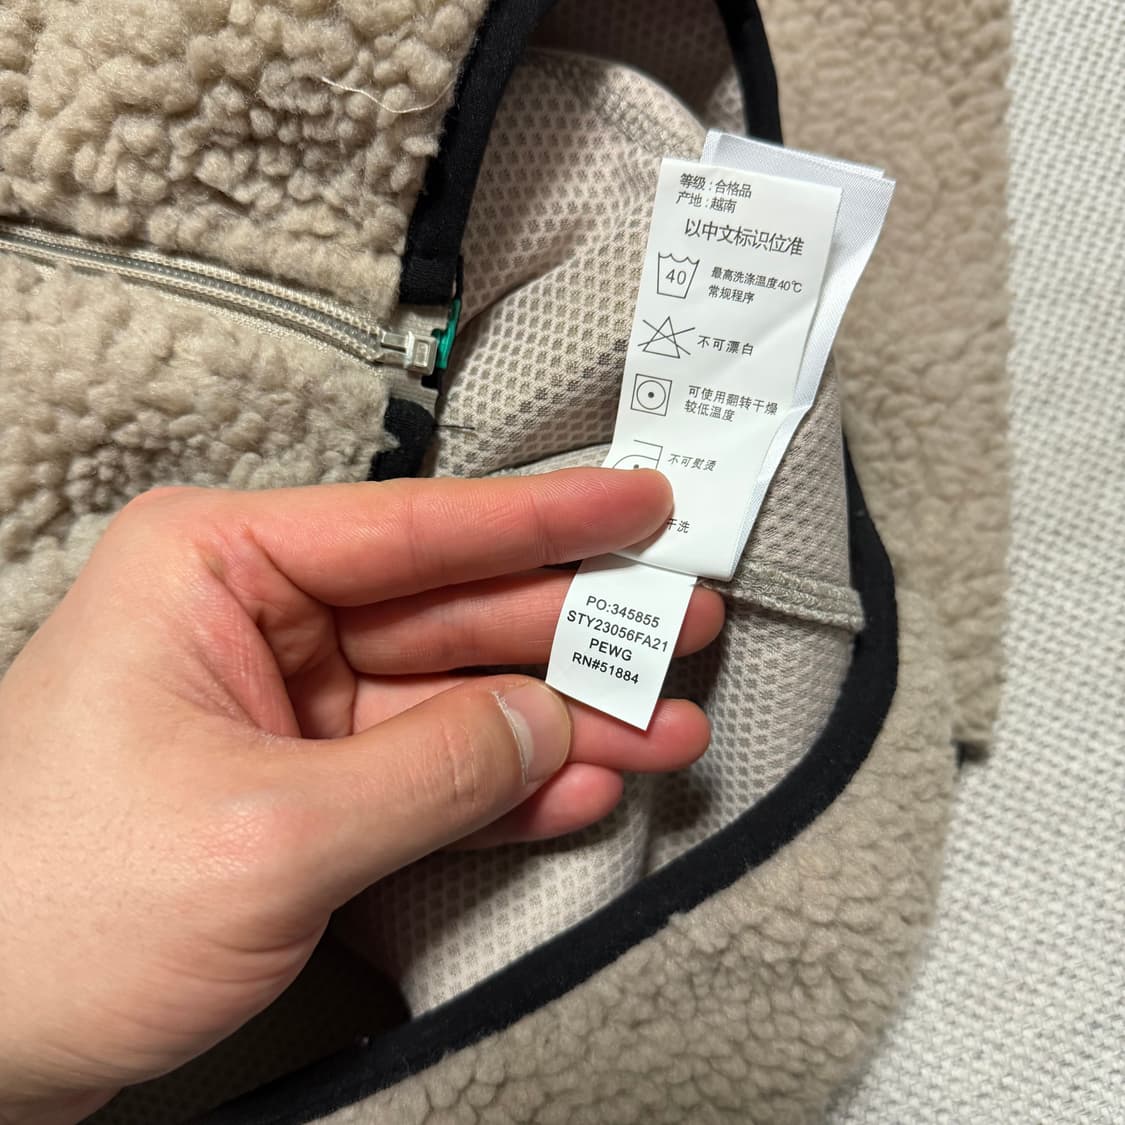 等级：合格品
产地：越南
以中文标识位准
40
最高洗涤温度40℃
常规程序
不可漂白
可使用翻转干燥
较低温度
不可熨烫
干洗
PO:345855
STY23056FA21
PEWG
RN#51884